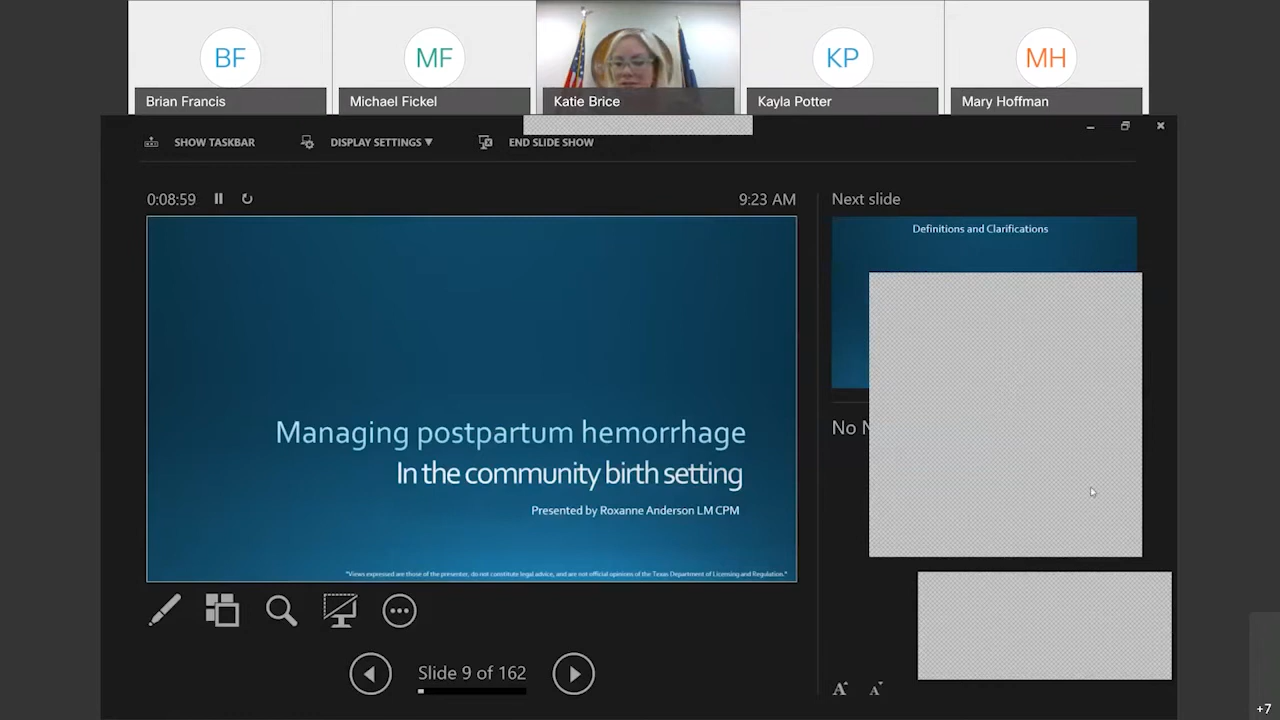 BF
MF
KP
MH
Brian Francis
Michael Fickel
Katie Brice
Kayla Potter
Mary Hoffman
SHOW TASKBAR
DISPLAY SETTINGS ▼
END SLIDE SHOW
0:08:59
9:23 AM
Next slide
Definitions and Clarifications
Managing postpartum hemorrhage
In the community birth setting
Presented by Roxanne Anderson LM CPM
*Views expressed are those of the presenter, do not constitute legal advice, and are not official opinions of the Texas Department of Licensing and Regulation.*
No
Slide 9 of 162
A A
+7